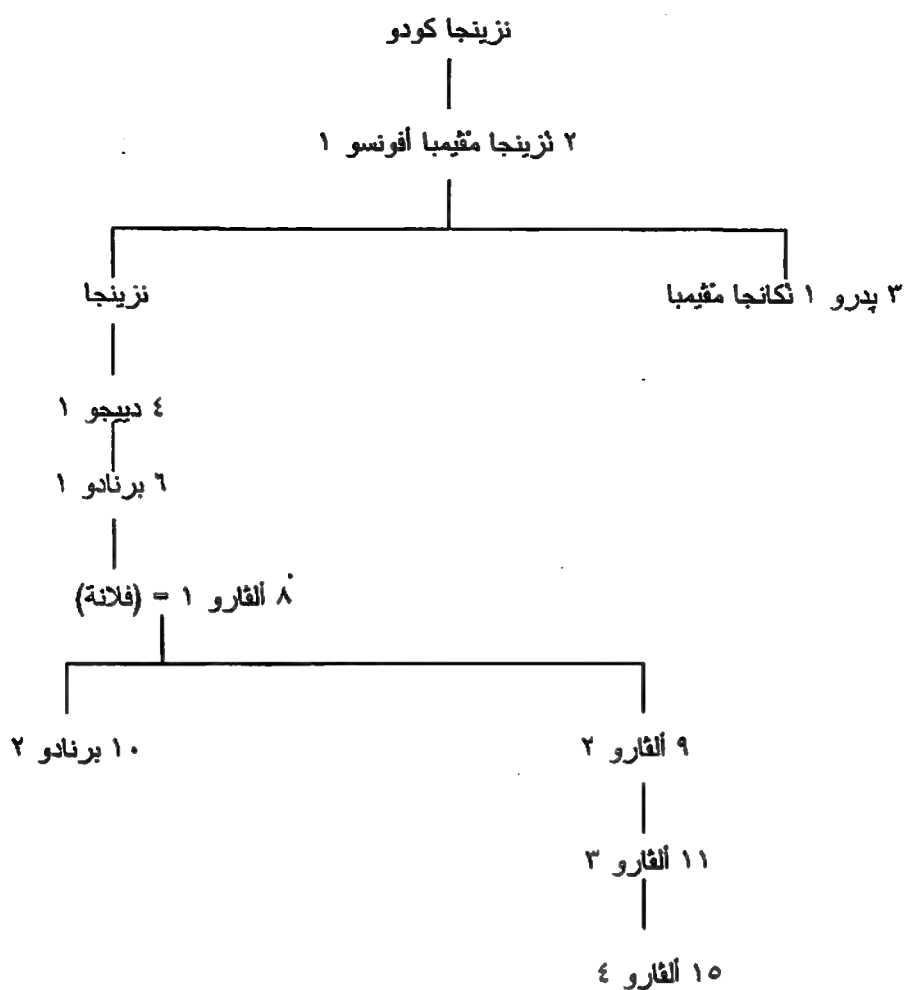 نزينجا كودو
٢ نزينجا مڤيمبا أفونسو ١
٣ پدرو ١ نكانجا مڤيمبا
نزينجا
٤ دييجو ١
٦ برنادو ١
٨ ألڤارو ١ = (فلانة)
٩ ألڤارو ٢
١٠ برنادو ٢
١١ ألڤارو ٣
١٥ ألڤارو ٤